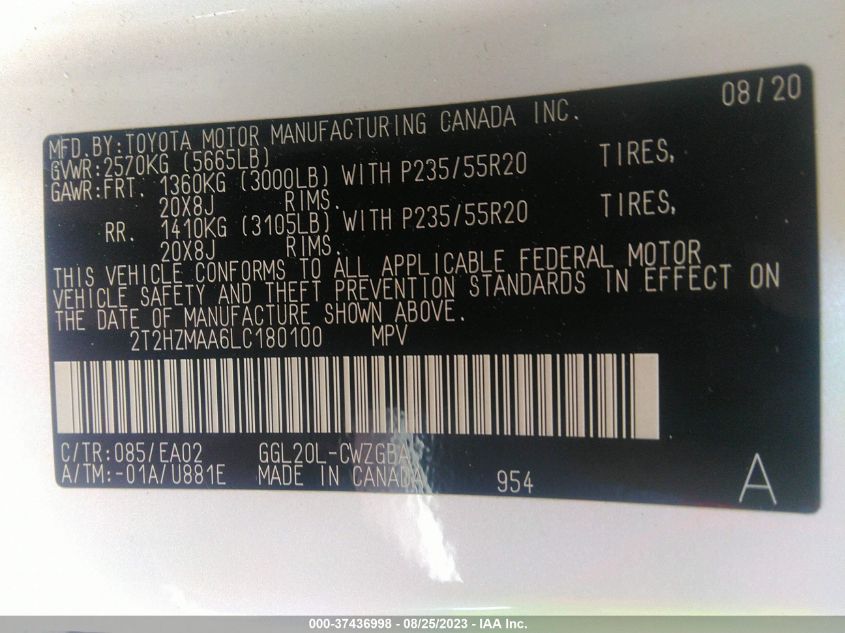 08/20
MFD.BY:TOYOTA MOTOR MANUFACTURING CANADA INC.
GVWR:2570KG (5665LB)
GAWR:FRT. 1360KG (3000LB) WITH P235/55R20 TIRES,
20X8J RIMS.
RR. 1410KG (3105LB) WITH P235/55R20 TIRES,
20X8J RIMS.
THIS VEHICLE CONFORMS TO ALL APPLICABLE FEDERAL MOTOR
VEHICLE SAFETY AND THEFT PREVENTION STANDARDS IN EFFECT ON
THE DATE OF MANUFACTURE SHOWN ABOVE.
2T2HZMAA6LC180100 MPV
C/TR:085/EA02 GGL20L-CWZGBA
A/TM:-01A/U881E MADE IN CANADA 954 A
000-37436998 - 08/25/2023 - IAA Inc.